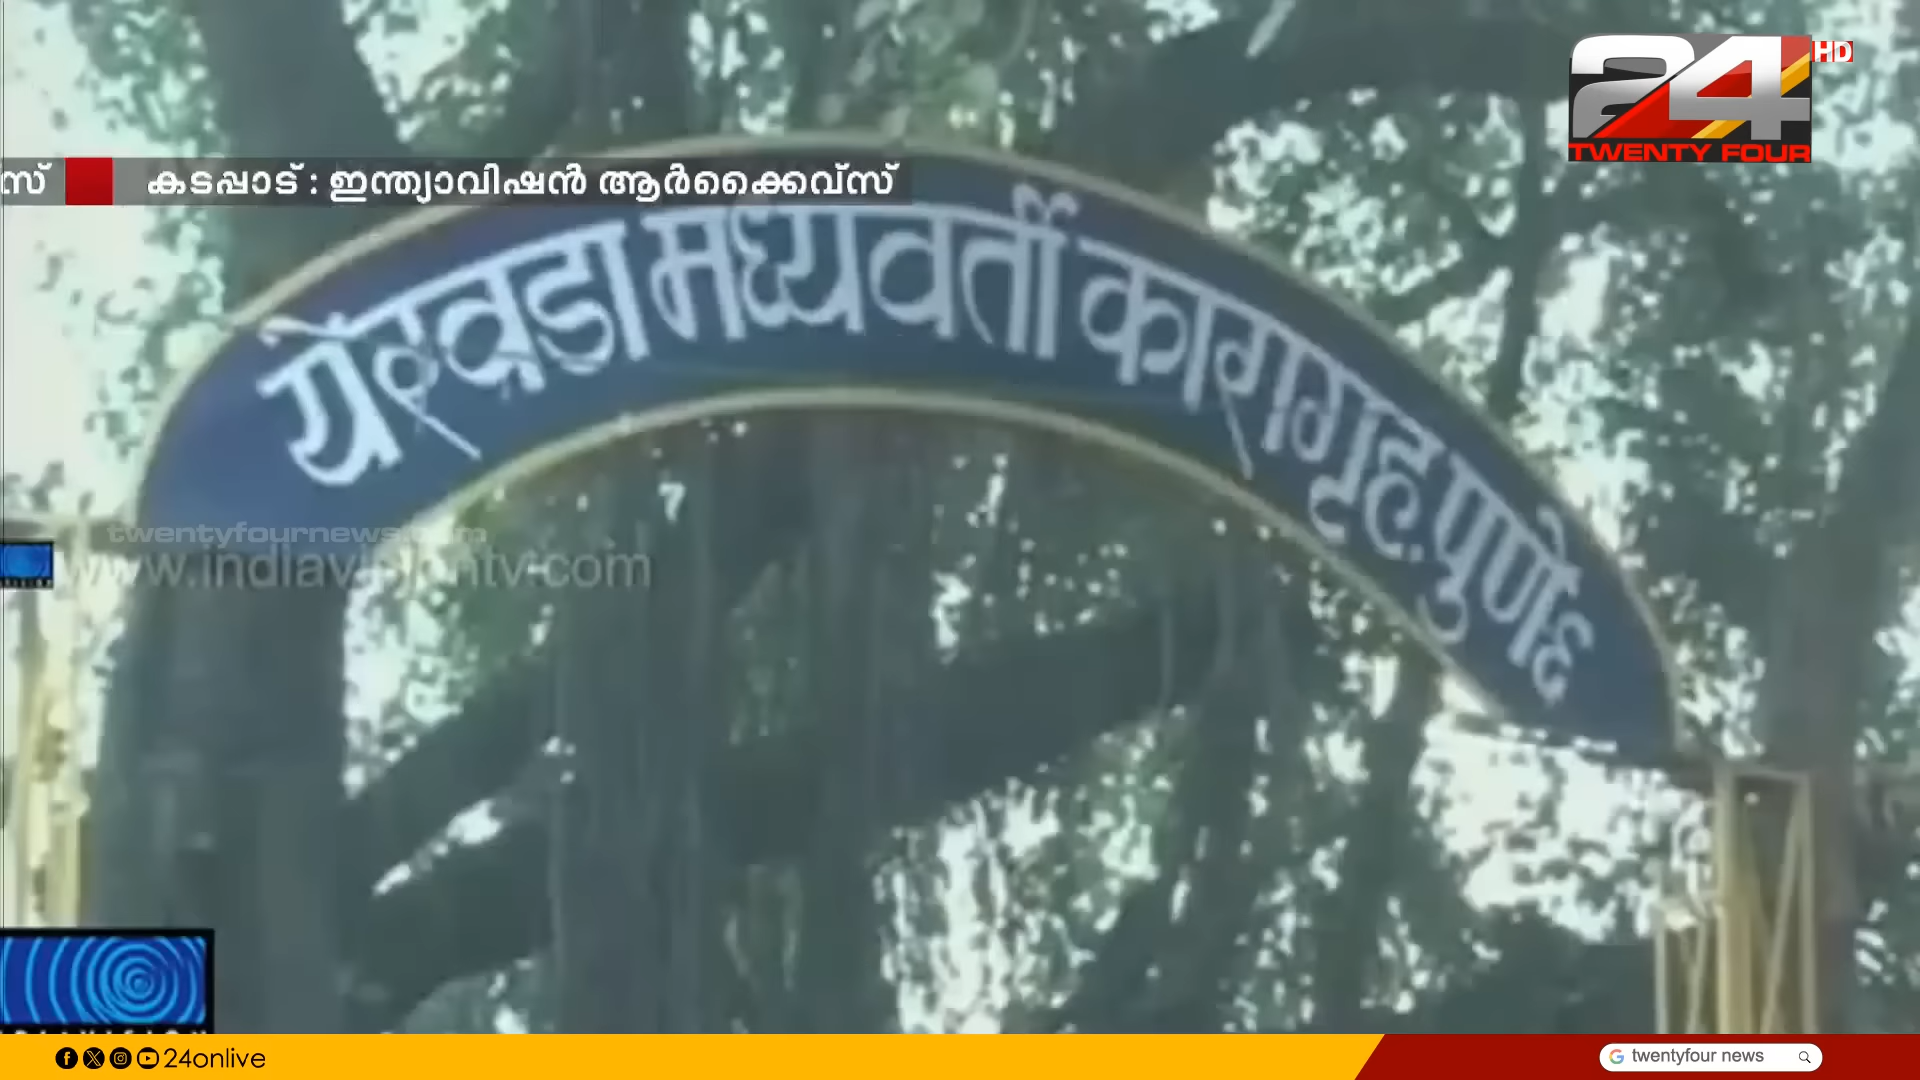 24 HD
TWENTY FOUR
സ് കടപ്പാട് : ഇന്ത്യാവിഷൻ ആർക്കൈവ്സ്
येरवडा मध्यवर्ती कारागृह.पुणे६
twentyfournews.com
www.indiavisiontv.com
24onlive
twentyfour news